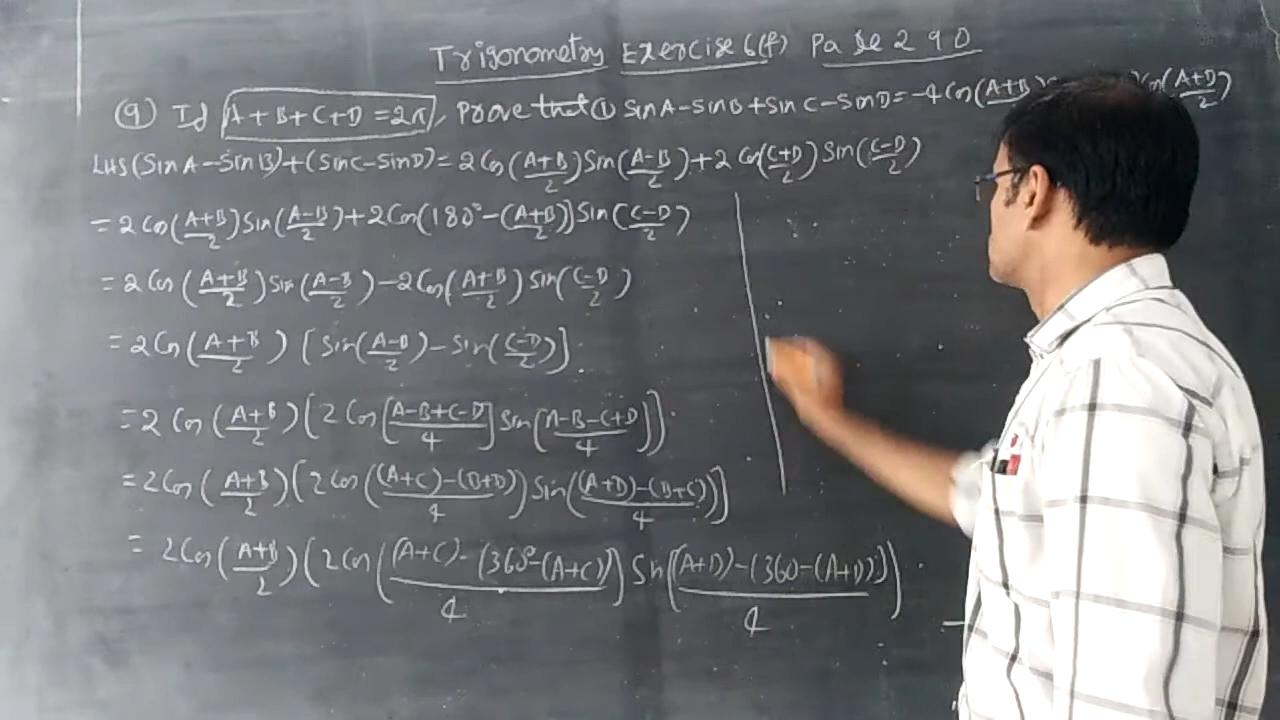 Trigonometry Exercise 6(f) Page 290
(9) If A+B+C+D=2π, Prove that ① SinA-SinB+SinC-SinD=-4Cos(A+B)/2 Cos(A+D/2)
LHS(SinA-SinB)+(SinC-SinD)=2Cos(A+B/2)Sin(A-B/2)+2Cos(C+D/2)Sin(C-D/2)
=2Cos(A+B/2)Sin(A-B/2)+2Cos(180°-(A+B/2))Sin(C-D/2)
=2Cos(A+B/2)Sin(A-B/2)-2Cos(A+B/2)Sin(C-D/2)
=2Cos(A+B/2)[Sin(A-B/2)-Sin(C-D/2)]
=2Cos(A+B/2)(2Cos[A-B+C-D/4]Sin(A-B-C+D/4))
=2Cos(A+B/2)(2Cos((A+C)-(B+D)/4)Sin((A+D)-(B+C)/4)]
=2Cos(A+B/2)(2Cos((A+C)-(360°-(A+C))/4)Sin((A+D)-(360-(A+D))/4))